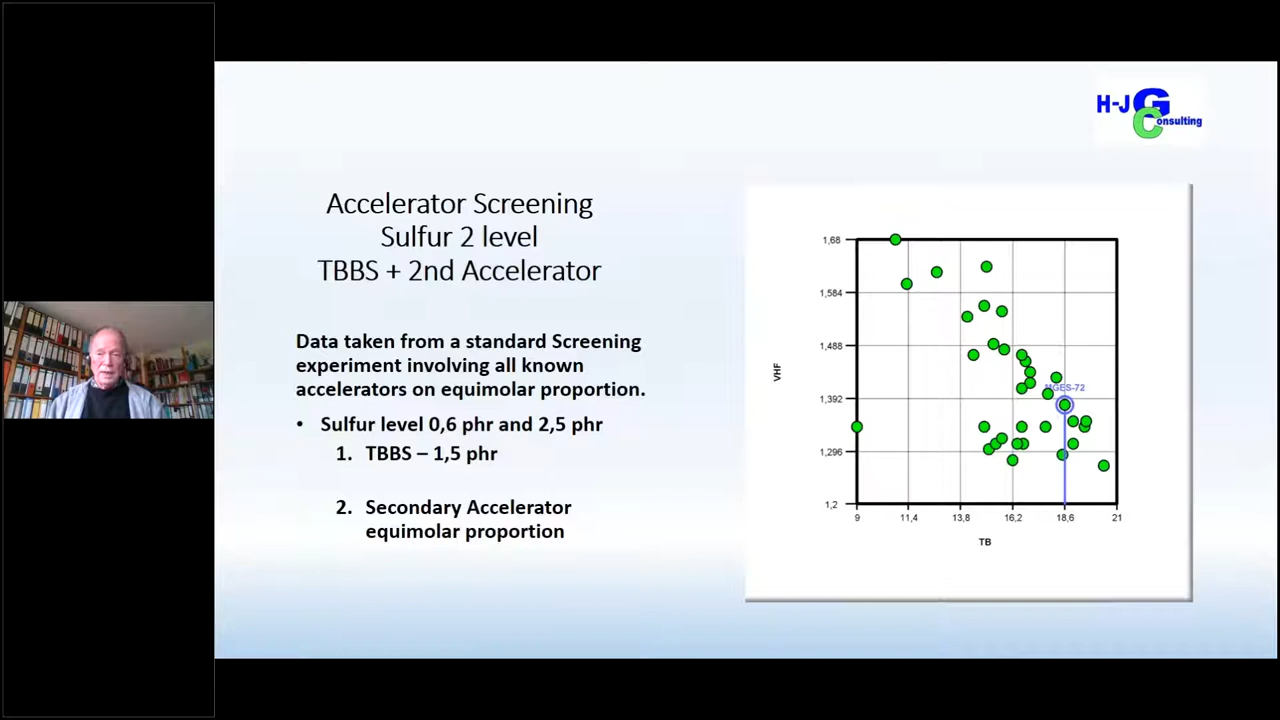 H-J G
Consulting
Accelerator Screening
Sulfur 2 level
TBBS + 2nd Accelerator
Data taken from a standard Screening
experiment involving all known
accelerators on equimolar proportion.
• Sulfur level 0,6 phr and 2,5 phr
1. TBBS – 1,5 phr
2. Secondary Accelerator
equimolar proportion
1,68
1,584
1,488
1,392
1,296
1,2
VHF
9 11,4 13,8 16,2 18,6 21
TB